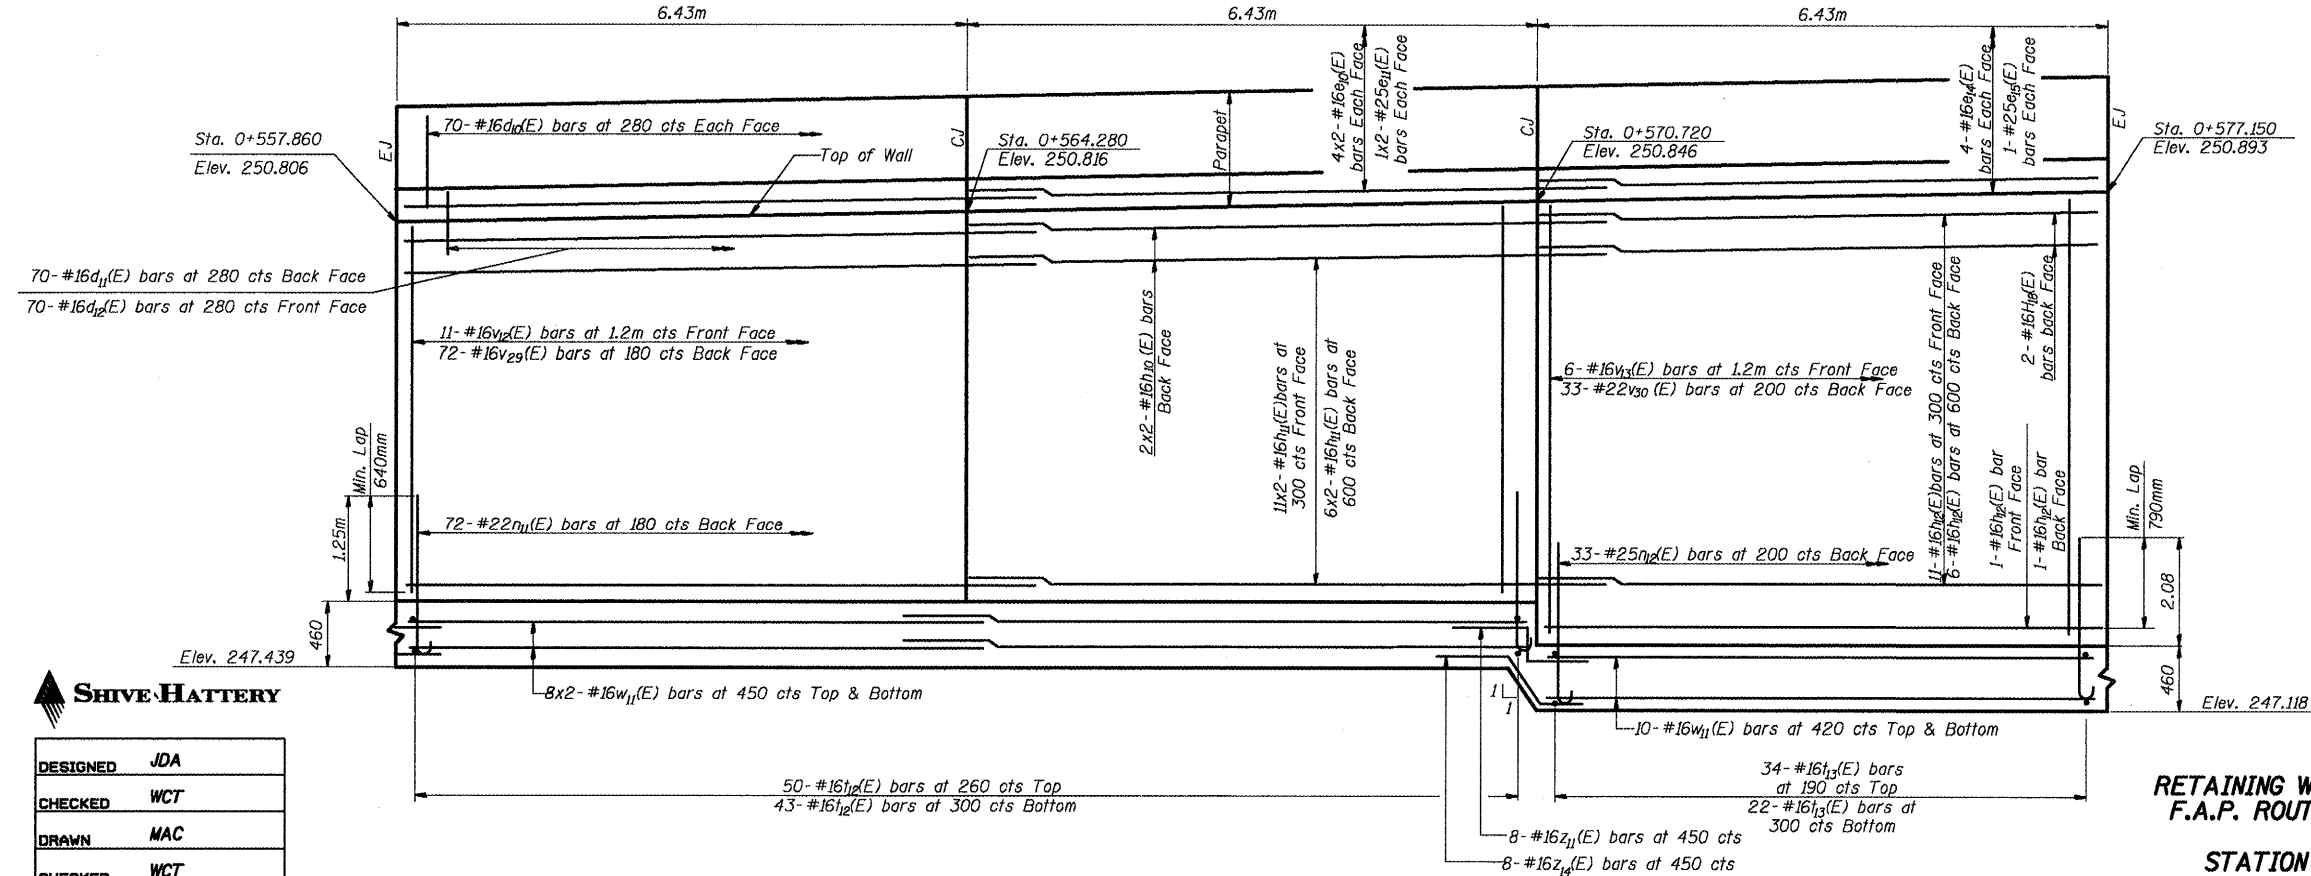 6.43m
6.43m
6.43m
4x2-#16e10(E)
bars Each Face
1x2-#25e11(E)
bars Each Face
4-#16e14(E)
bars Each Face
1-#25e15(E)
bars Each Face
70-#16d10(E) bars at 280 cts Each Face
EJ
Sta. 0+557.860
Elev. 250.806
CJ
Sta. 0+564.280
Elev. 250.816
Parapet
CJ
Sta. 0+570.720
Elev. 250.846
EJ
Sta. 0+577.150
Elev. 250.893
Top of Wall
70-#16d11(E) bars at 280 cts Back Face
70-#16d12(E) bars at 280 cts Front Face
11-#16v12(E) bars at 1.2m cts Front Face
72-#16v29(E) bars at 180 cts Back Face
2x2-#16h10(E) bars
Back Face
11x2-#16h11(E)bars at
300 cts Front Face
6x2-#16h11(E) bars at
600 cts Back Face
6-#16v13(E) bars at 1.2m cts Front Face
33-#22v30(E) bars at 200 cts Back Face
11-#16h12(E)bars at 300 cts Front Face
6-#16h12(E) bars at 600 cts Back Face
2-#16H18(E)
bars back Face
1-#16h12(E) bar
Front Face
1-#16h12(E) bar
Back Face
Min. Lap
640mm
1.25m
72-#22n11(E) bars at 180 cts Back Face
33-#25n12(E) bars at 200 cts Back Face
Min. Lap
790mm
2.08
460
460
Elev. 247.439
Elev. 247.118
8x2-#16w11(E) bars at 450 cts Top & Bottom
1
1
10-#16w11(E) bars at 420 cts Top & Bottom
SHIVE-HATTERY
DESIGNED JDA
CHECKED WCT
DRAWN MAC
CHECKED WCT
50-#16t12(E) bars at 260 cts Top
43-#16t12(E) bars at 300 cts Bottom
34-#16t13(E) bars
at 190 cts Top
22-#16t13(E) bars at
300 cts Bottom
8-#16z11(E) bars at 450 cts
8-#16z14(E) bars at 450 cts
RETAINING W
F.A.P. ROUT
STATION